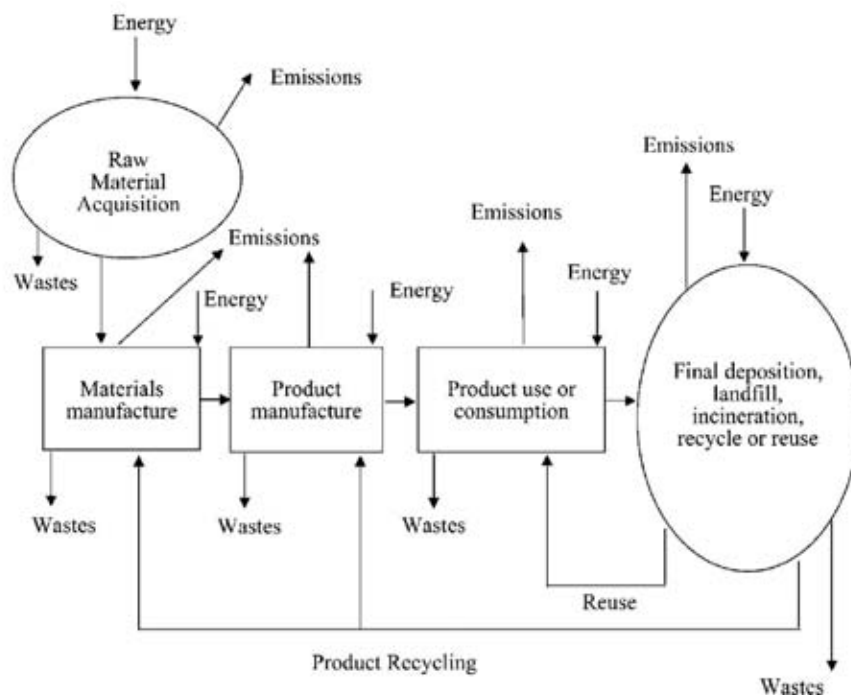 Energy
Emissions
Raw
Material
Acquisition
Wastes
Emissions
Energy
Materials
manufacture
Wastes
Product
manufacture
Energy
Wastes
Emissions
Energy
Product use or
consumption
Wastes
Emissions
Energy
Final deposition,
landfill,
incineration,
recycle or reuse
Reuse
Product Recycling
Wastes